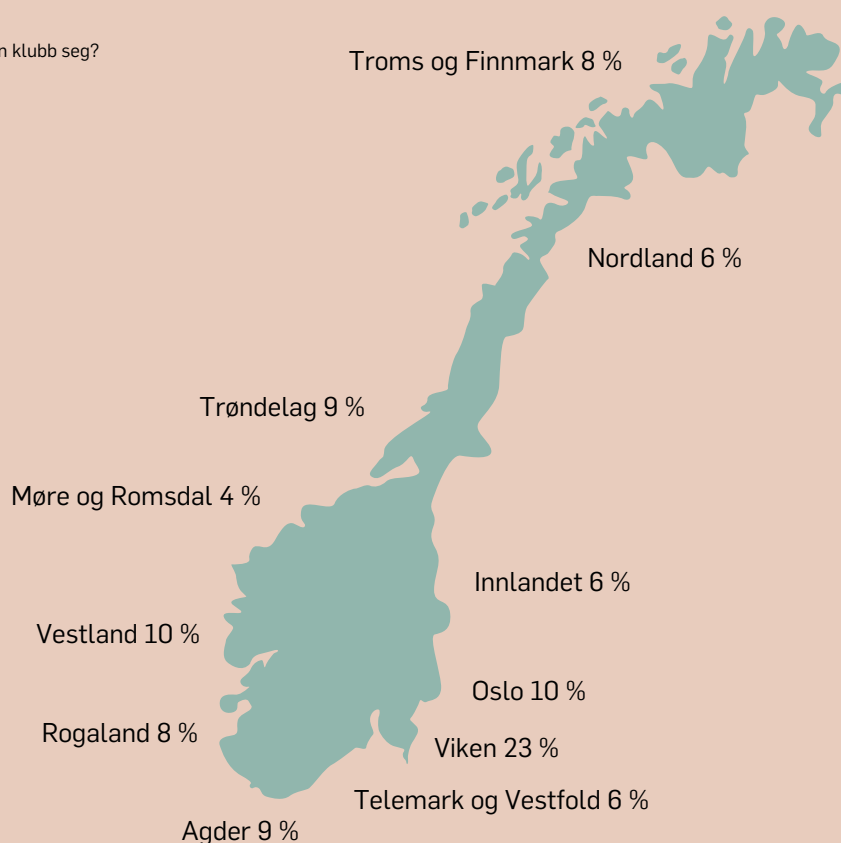 klubb seg?
Troms og Finnmark 8 %
Nordland 6 %
Trøndelag 9 %
Møre og Romsdal 4 %
Innlandet 6 %
Vestland 10 %
Oslo 10 %
Rogaland 8 %
Viken 23 %
Telemark og Vestfold 6 %
Agder 9 %